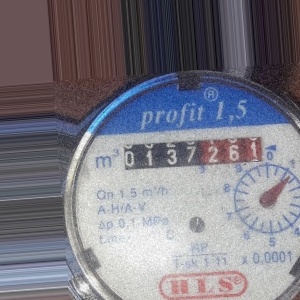 profit 1,5 ®
m³ 0137261
Qn 1.5 m³/h
A-H/A-V
Δp 0,1 MPa
x 0,0001
HLS®